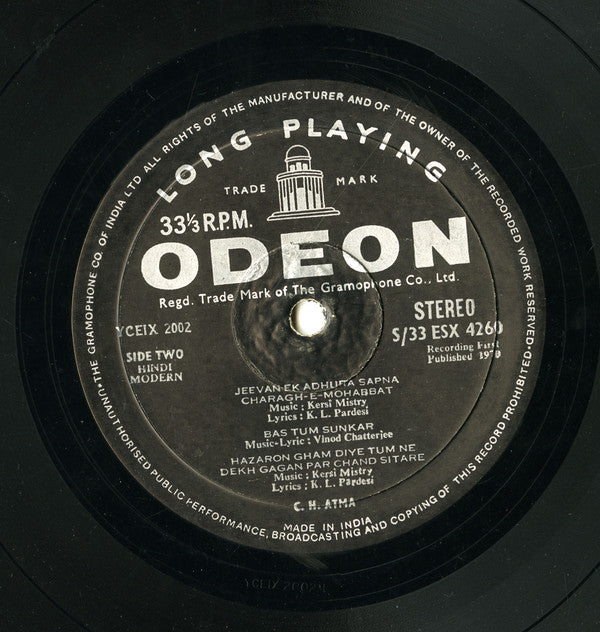 •THE GRAMOPHONE CO. OF INDIA LTD ALL RIGHTS OF THE MANUFACTURER AND OF THE OWNER OF THE RECORDED WORK RESERVED•
LONG PLAYING
TRADE MARK
33⅓ R.P.M.
ODEON
Regd. Trade Mark of The Gramophone Co., Ltd.
YCEIX 2002
STEREO
S/33 ESX 4260
SIDE TWO
HINDI
MODERN
Recording First
Published 1970
JEEVAN EK ADHURA SAPNA
CHARAGH-E-MOHABBAT
Music : Kersi Mistry
Lyrics : K. L. Pardesi
BAS TUM SUNKAR
Music-Lyric : Vinod Chatterjee
HAZARON GHAM DIYE TUM NE
DEKH GAGAN PAR CHAND SITARE
Music : Kersi Mistry
Lyrics : K. L. Pardesi
C. H. ATMA
MADE IN INDIA
UNAUTHORISED PUBLIC PERFORMANCE, BROADCASTING AND COPYING OF THIS RECORD PROHIBITED•O